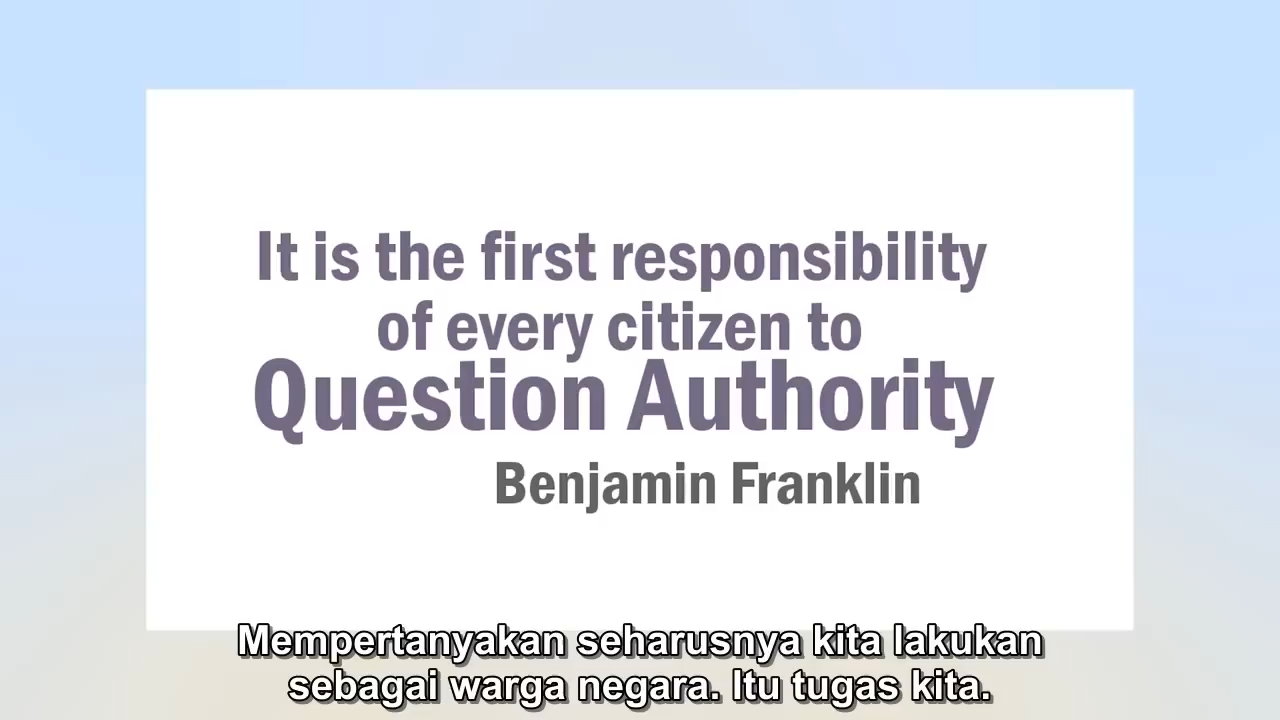 It is the first responsibility
of every citizen to
Question Authority
Benjamin Franklin
Mempertanyakan seharusnya kita lakukan
sebagai warga negara. Itu tugas kita.